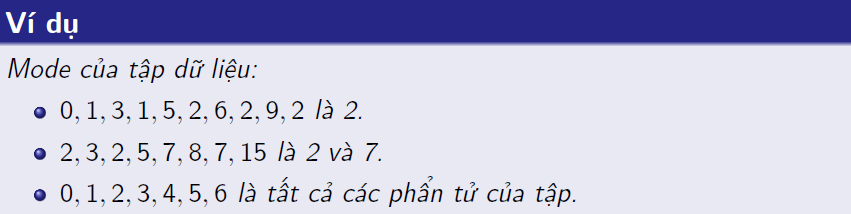 Ví dụ
Mode của tập dữ liệu:
0, 1, 3, 1, 5, 2, 6, 2, 9, 2 là 2.
2, 3, 2, 5, 7, 8, 7, 15 là 2 và 7.
0, 1, 2, 3, 4, 5, 6 là tất cả các phần tử của tập.